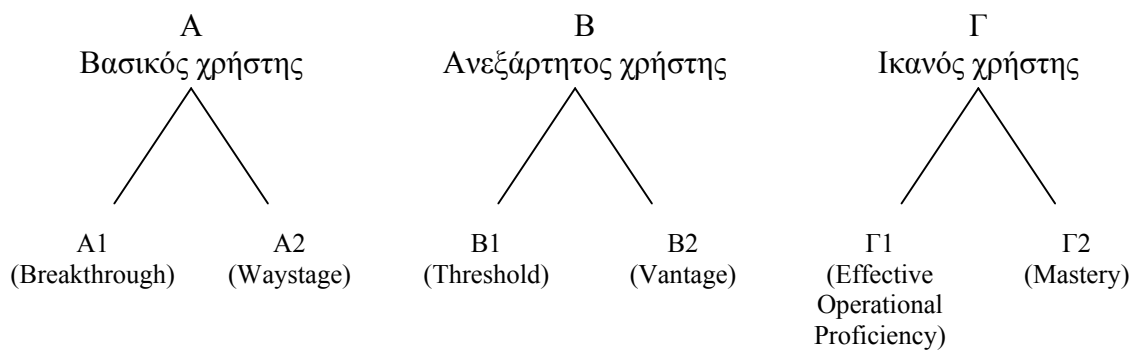 Α Β Γ
Βασικός χρήστης Ανεξάρτητος χρήστης Ικανός χρήστης
Α1 Α2 Β1 Β2 Γ1 Γ2
(Breakthrough) (Waystage) (Threshold) (Vantage) (Effective (Mastery)
Operational
Proficiency)